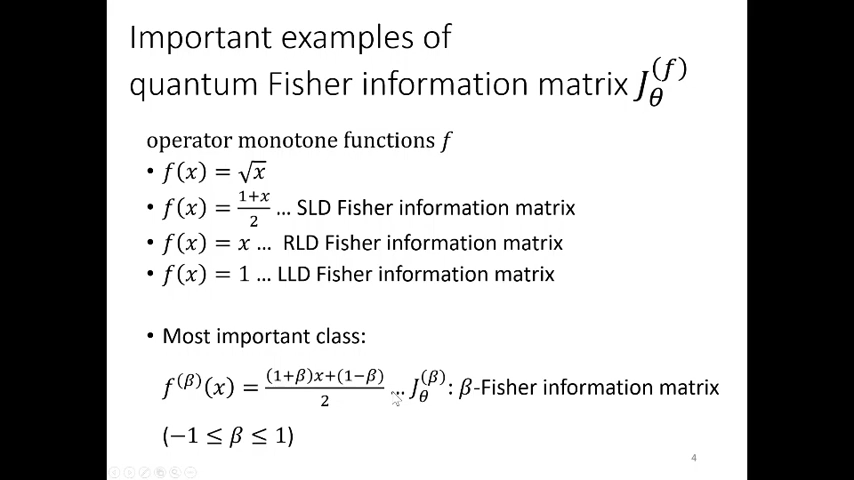 Important examples of
quantum Fisher information matrix J_θ^(f)
operator monotone functions f
• f(x) = √x
• f(x) = (1+x)/2 … SLD Fisher information matrix
• f(x) = x … RLD Fisher information matrix
• f(x) = 1 … LLD Fisher information matrix
• Most important class:
f^(β)(x) = ((1+β)x+(1−β))/2 … J_θ^(β): β-Fisher information matrix
(−1 ≤ β ≤ 1)
4